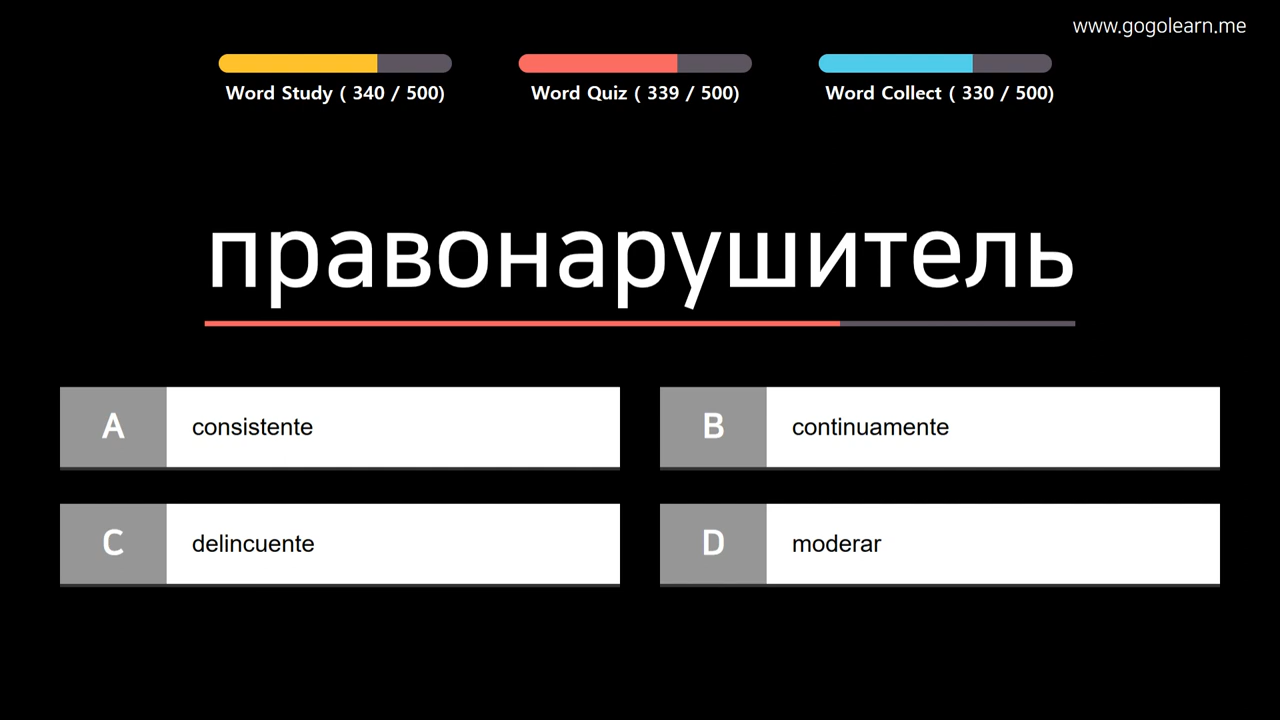 www.gogolearn.me
Word Study ( 340 / 500)
Word Quiz ( 339 / 500)
Word Collect ( 330 / 500)
правонарушитель
A consistente
B continuamente
C delincuente
D moderar